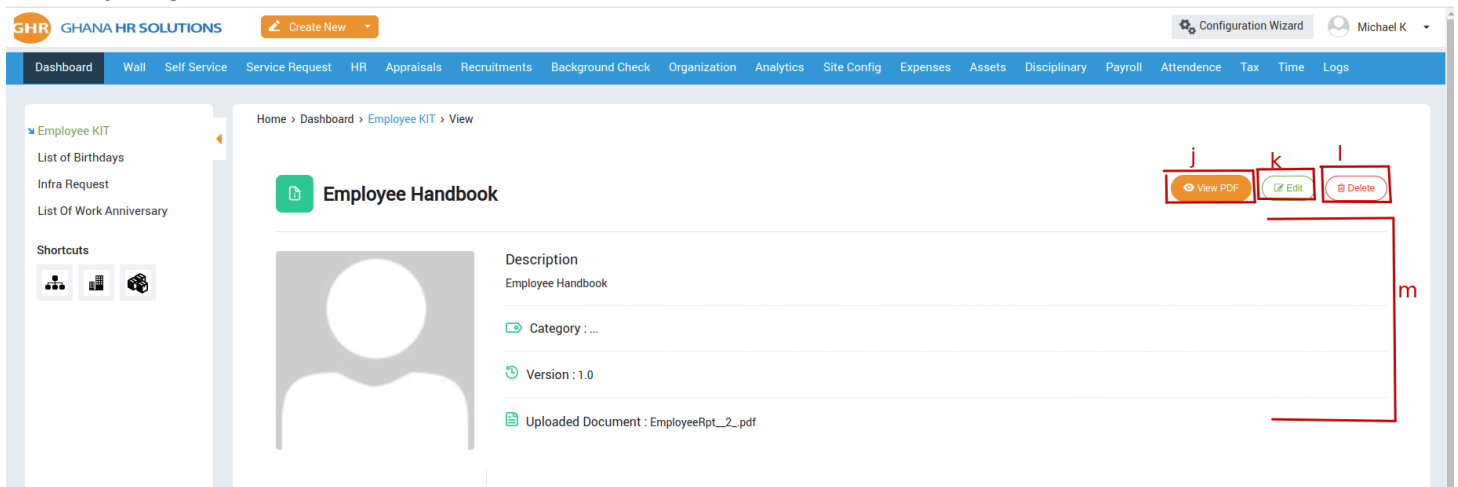 GHR GHANA HR SOLUTIONS Create New Configuration Wizard Michael K
Dashboard Wall Self Service Service Request HR Appraisals Recruitments Background Check Organization Analytics Site Config Expenses Assets Disciplinary Payroll Attendence Tax Time Logs
Employee KIT
List of Birthdays
Infra Request
List Of Work Anniversary
Shortcuts
Home › Dashboard › Employee KIT › View
j k l
Employee Handbook View PDF Edit Delete
Description
Employee Handbook
m
Category : ...
Version : 1.0
Uploaded Document : EmployeeRpt__2_.pdf